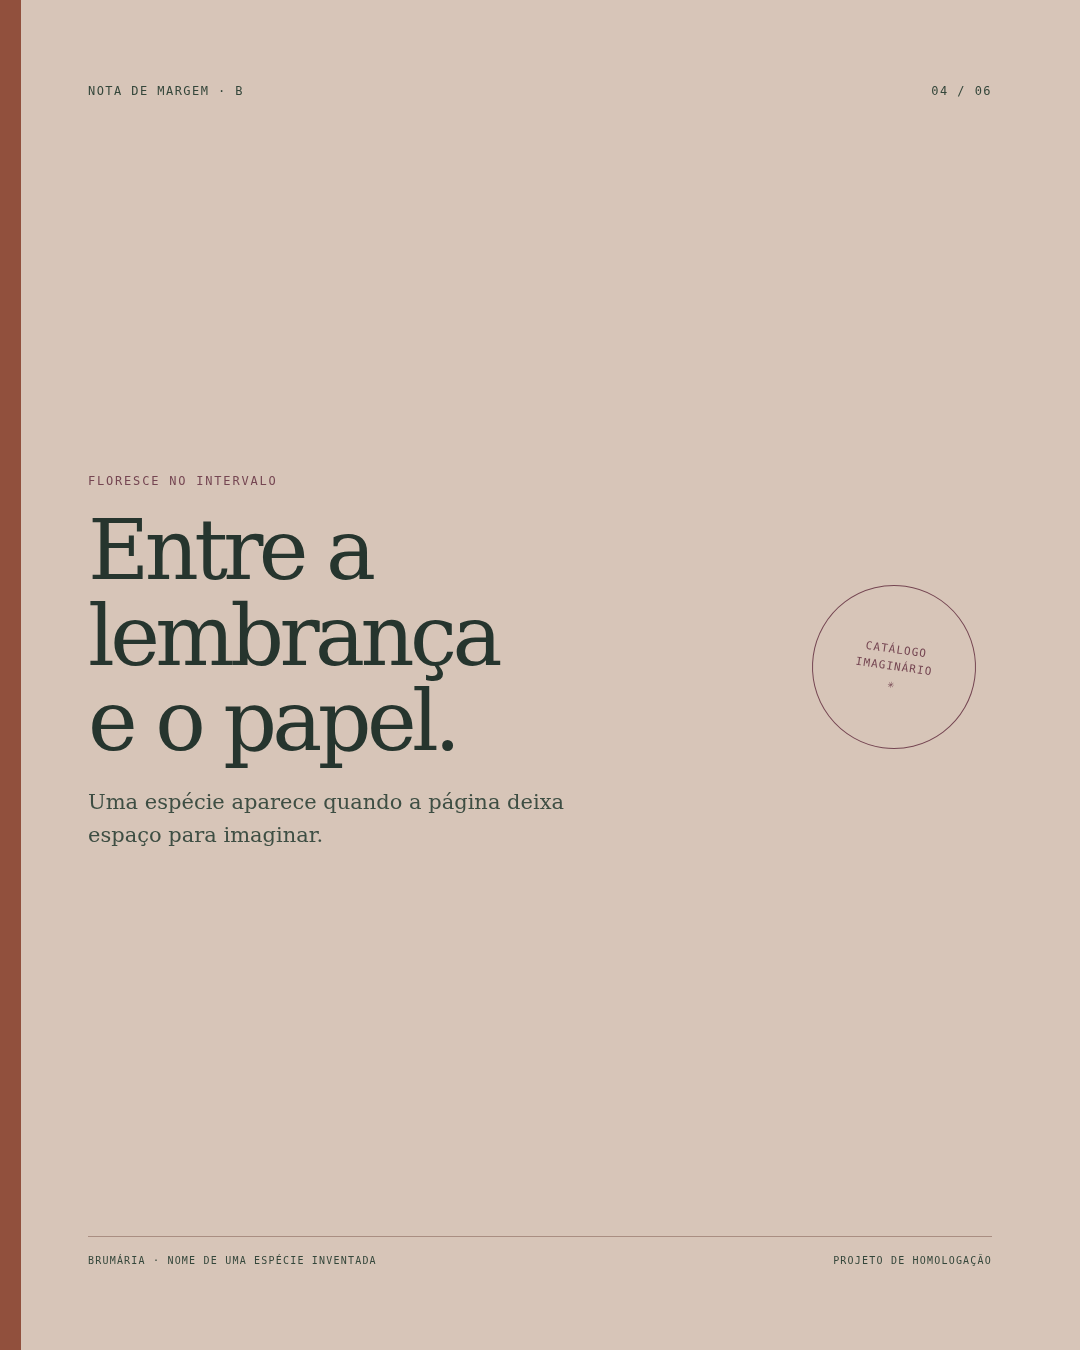 NOTA DE MARGEM · B
04 / 06
FLORESCE NO INTERVALO
Entre a
lembrança
e o papel.
Uma espécie aparece quando a página deixa
espaço para imaginar.
CATÁLOGO
IMAGINÁRIO
*
BRUMÁRIA · NOME DE UMA ESPÉCIE INVENTADA
PROJETO DE HOMOLOGAÇÃO